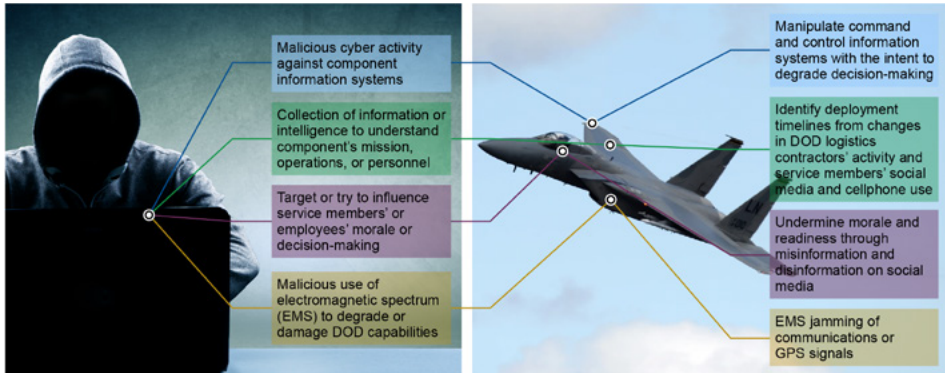 Malicious cyber activity
against component
information systems
Collection of information or
intelligence to understand
component's mission,
operations, or personnel
Target or try to influence
service members' or
employees' morale or
decision-making
Malicious use of
electromagnetic spectrum
(EMS) to degrade or
damage DOD capabilities
Manipulate command
and control information
systems with the intent to
degrade decision-making
Identify deployment
timelines from changes
in DOD logistics
contractors' activity and
service members' social
media and cellphone use
Undermine morale and
readiness through
misinformation and
disinformation on social
media
EMS jamming of
communications or
GPS signals
LN